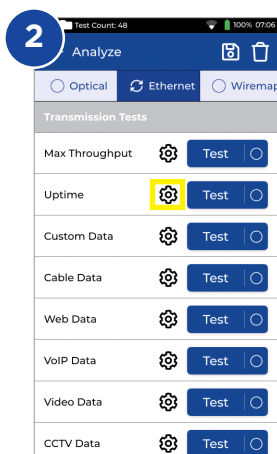 2
Test Count: 48
100% 07:06
Analyze
Optical
Ethernet
Wiremap
Transmission Tests
Max Throughput Test
Uptime Test
Custom Data Test
Cable Data Test
Web Data Test
VoIP Data Test
Video Data Test
CCTV Data Test